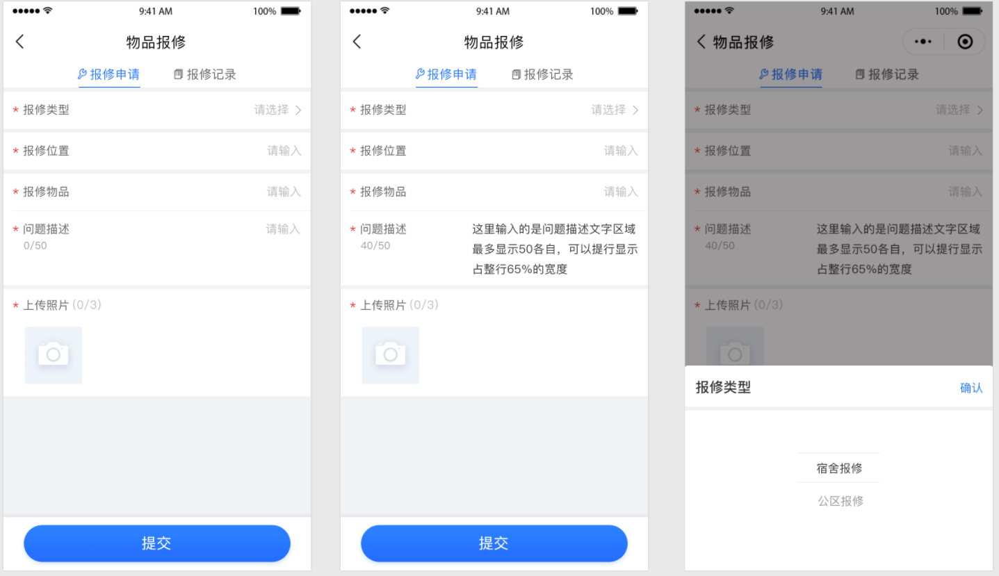 9:41 AM 100%
物品报修
报修申请 报修记录
* 报修类型 请选择
* 报修位置 请输入
* 报修物品 请输入
* 问题描述 请输入
0/50
* 上传照片 (0/3)
提交
9:41 AM 100%
物品报修
报修申请 报修记录
* 报修类型 请选择
* 报修位置 请输入
* 报修物品 请输入
* 问题描述 这里输入的是问题描述文字区域
40/50 最多显示50各自，可以提行显示
占整行65%的宽度
* 上传照片 (0/3)
提交
9:41 AM 100%
物品报修
报修申请 报修记录
* 报修类型 请选择
* 报修位置 请输入
* 报修物品 请输入
* 问题描述 这里输入的是问题描述文字区域
40/50 最多显示50各自，可以提行显示
占整行65%的宽度
* 上传照片 (0/3)
报修类型 确认
宿舍报修
公区报修